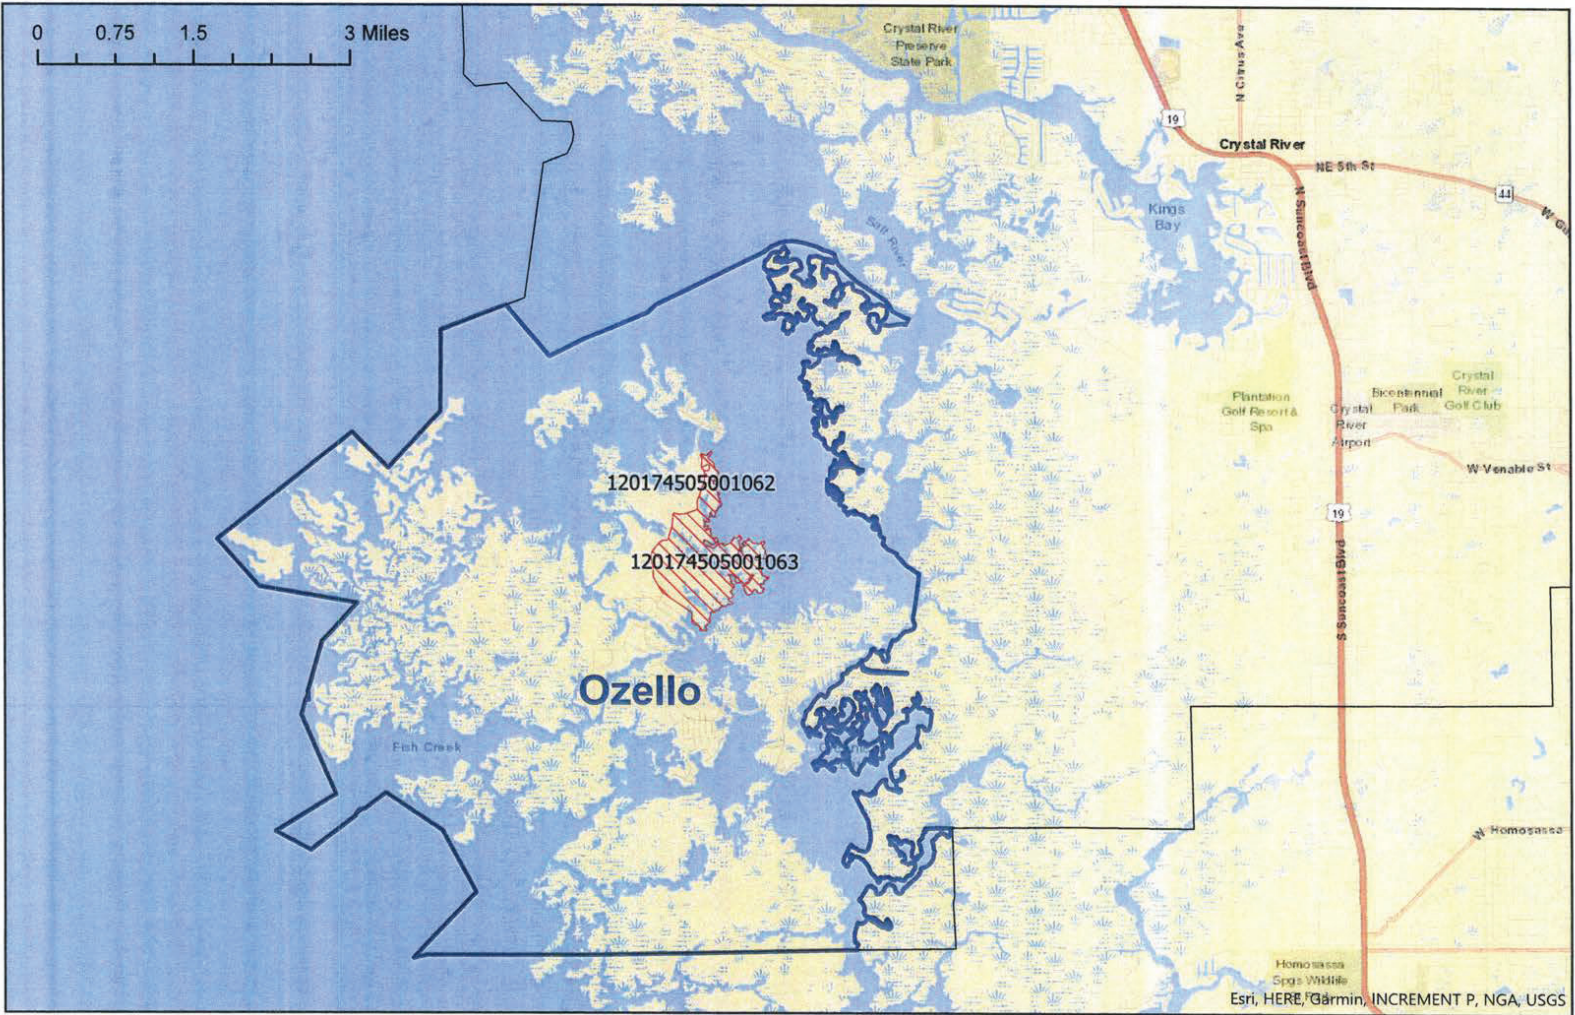 0 0.75 1.5 3 Miles
Crystal River
Preserve
State Park
N Citrus Ave
19
Crystal River
NE 5th St
44
N Suncoast Blvd
Kings
Bay
Salt River
Plantation
Golf Resort &
Spa
Crystal
River
Airport
Bicentennial
Park
Crystal
River
Golf Club
W Venable St
120174505001062
19
120174505001063
S Suncoast Blvd
Ozello
Fish Creek
W Homosassa
Homosassa
Spgs Wildlife
Esri, HERE, Garmin, INCREMENT P, NGA, USGS